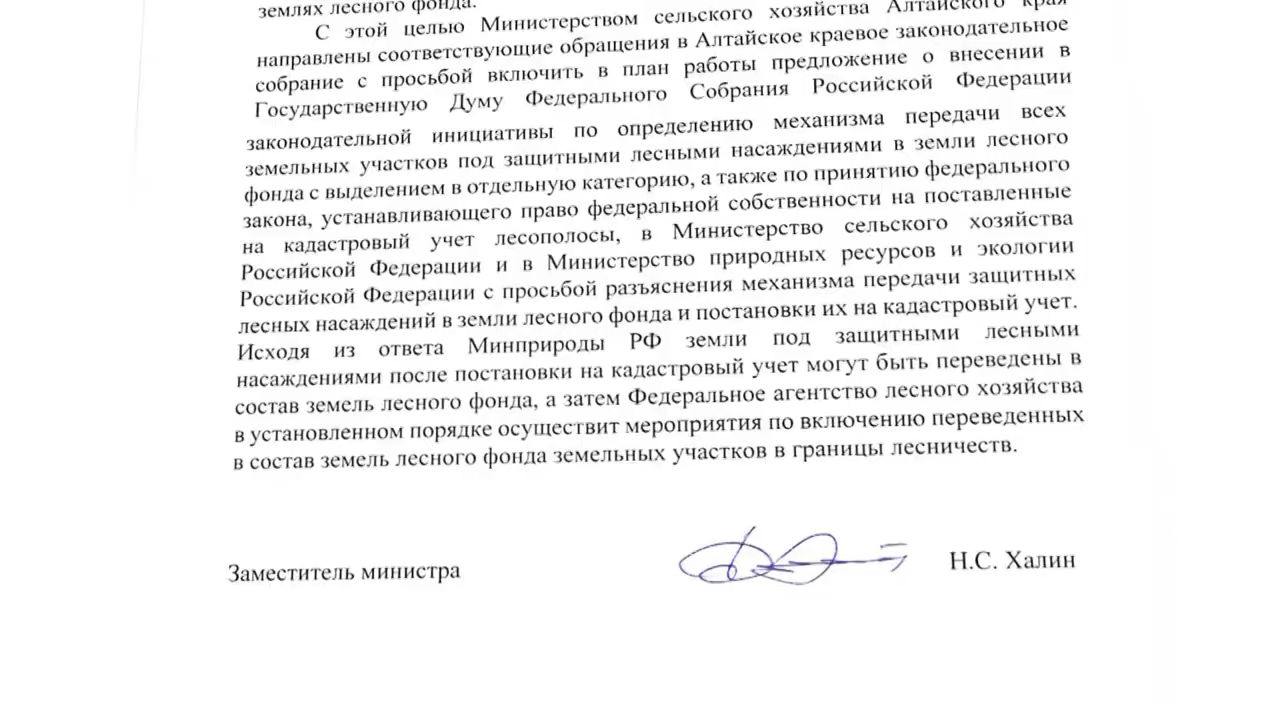 землях лесного фонда.
С этой целью Министерством сельского хозяйства Алтайского края
направлены соответствующие обращения в Алтайское краевое законодательное
собрание с просьбой включить в план работы предложение о внесении в
Государственную Думу Федерального Собрания Российской Федерации
законодательной инициативы по определению механизма передачи всех
земельных участков под защитными лесными насаждениями в земли лесного
фонда с выделением в отдельную категорию, а также по принятию федерального
закона, устанавливающего право федеральной собственности на поставленные
на кадастровый учет лесополосы, в Министерство сельского хозяйства
Российской Федерации и в Министерство природных ресурсов и экологии
Российской Федерации с просьбой разъяснения механизма передачи защитных
лесных насаждений в земли лесного фонда и постановки их на кадастровый учет.
Исходя из ответа Минприроды РФ земли под защитными лесными
насаждениями после постановки на кадастровый учет могут быть переведены в
состав земель лесного фонда, а затем Федеральное агентство лесного хозяйства
в установленном порядке осуществит мероприятия по включению переведенных
в состав земель лесного фонда земельных участков в границы лесничеств.
Заместитель министра
Н.С. Халин